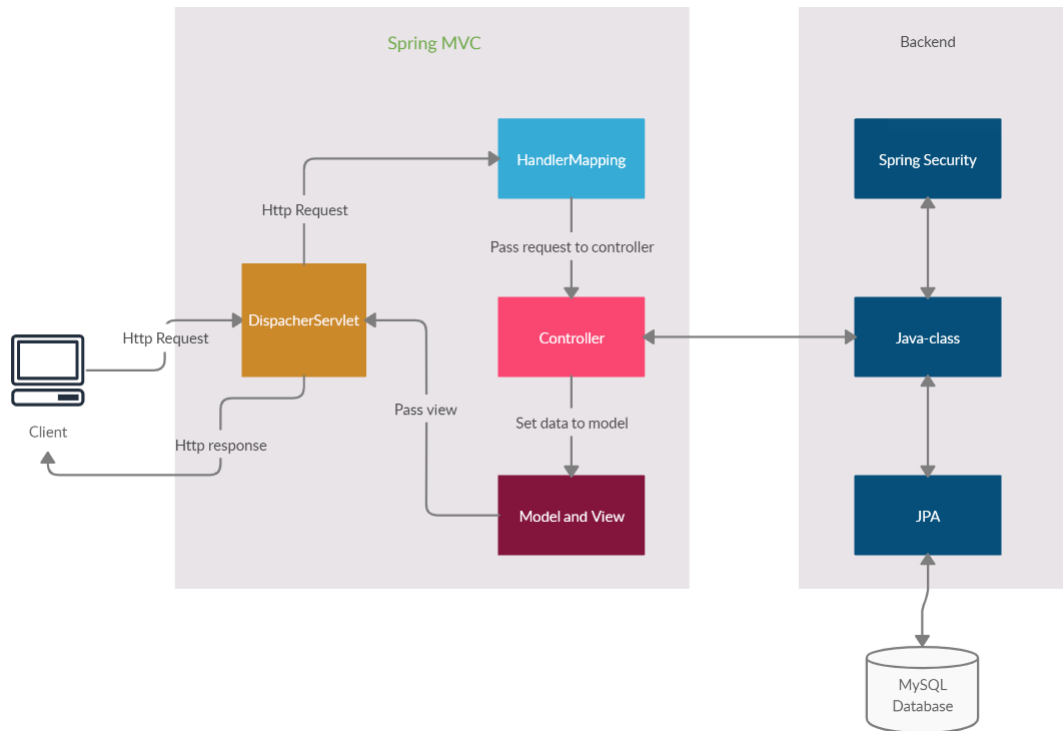 Spring MVC
Backend
HandlerMapping
Spring Security
Http Request
Pass request to controller
DispacherServlet
Http Request
Controller
Java-class
Client
Pass view
Set data to model
Http response
Model and View
JPA
MySQL
Database